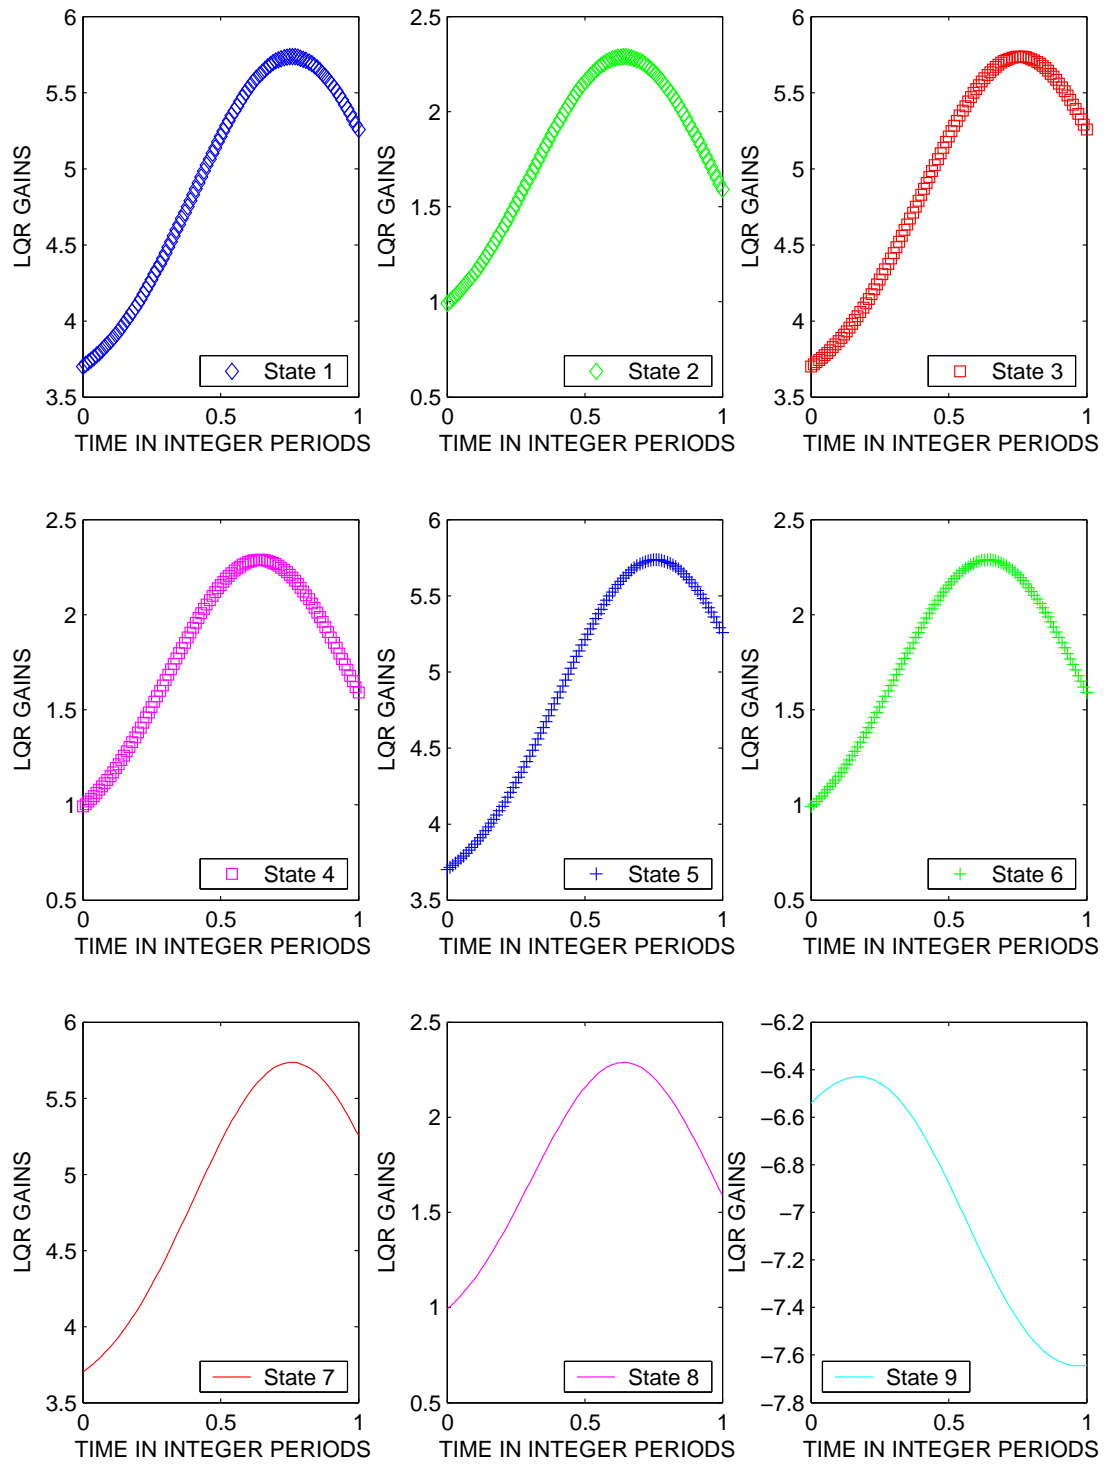 6
5.5
5
4.5
4
3.5
LQR GAINS
0 0.5 1
TIME IN INTEGER PERIODS
State 1
2.5
2
1.5
1
0.5
LQR GAINS
0 0.5 1
TIME IN INTEGER PERIODS
State 2
6
5.5
5
4.5
4
3.5
LQR GAINS
0 0.5 1
TIME IN INTEGER PERIODS
State 3
2.5
2
1.5
1
0.5
LQR GAINS
0 0.5 1
TIME IN INTEGER PERIODS
State 4
6
5.5
5
4.5
4
3.5
LQR GAINS
0 0.5 1
TIME IN INTEGER PERIODS
State 5
2.5
2
1.5
1
0.5
LQR GAINS
0 0.5 1
TIME IN INTEGER PERIODS
State 6
6
5.5
5
4.5
4
3.5
LQR GAINS
0 0.5 1
TIME IN INTEGER PERIODS
State 7
2.5
2
1.5
1
0.5
LQR GAINS
0 0.5 1
TIME IN INTEGER PERIODS
State 8
−6.2
−6.4
−6.6
−6.8
−7
−7.2
−7.4
−7.6
−7.8
LQR GAINS
0 0.5 1
TIME IN INTEGER PERIODS
State 9